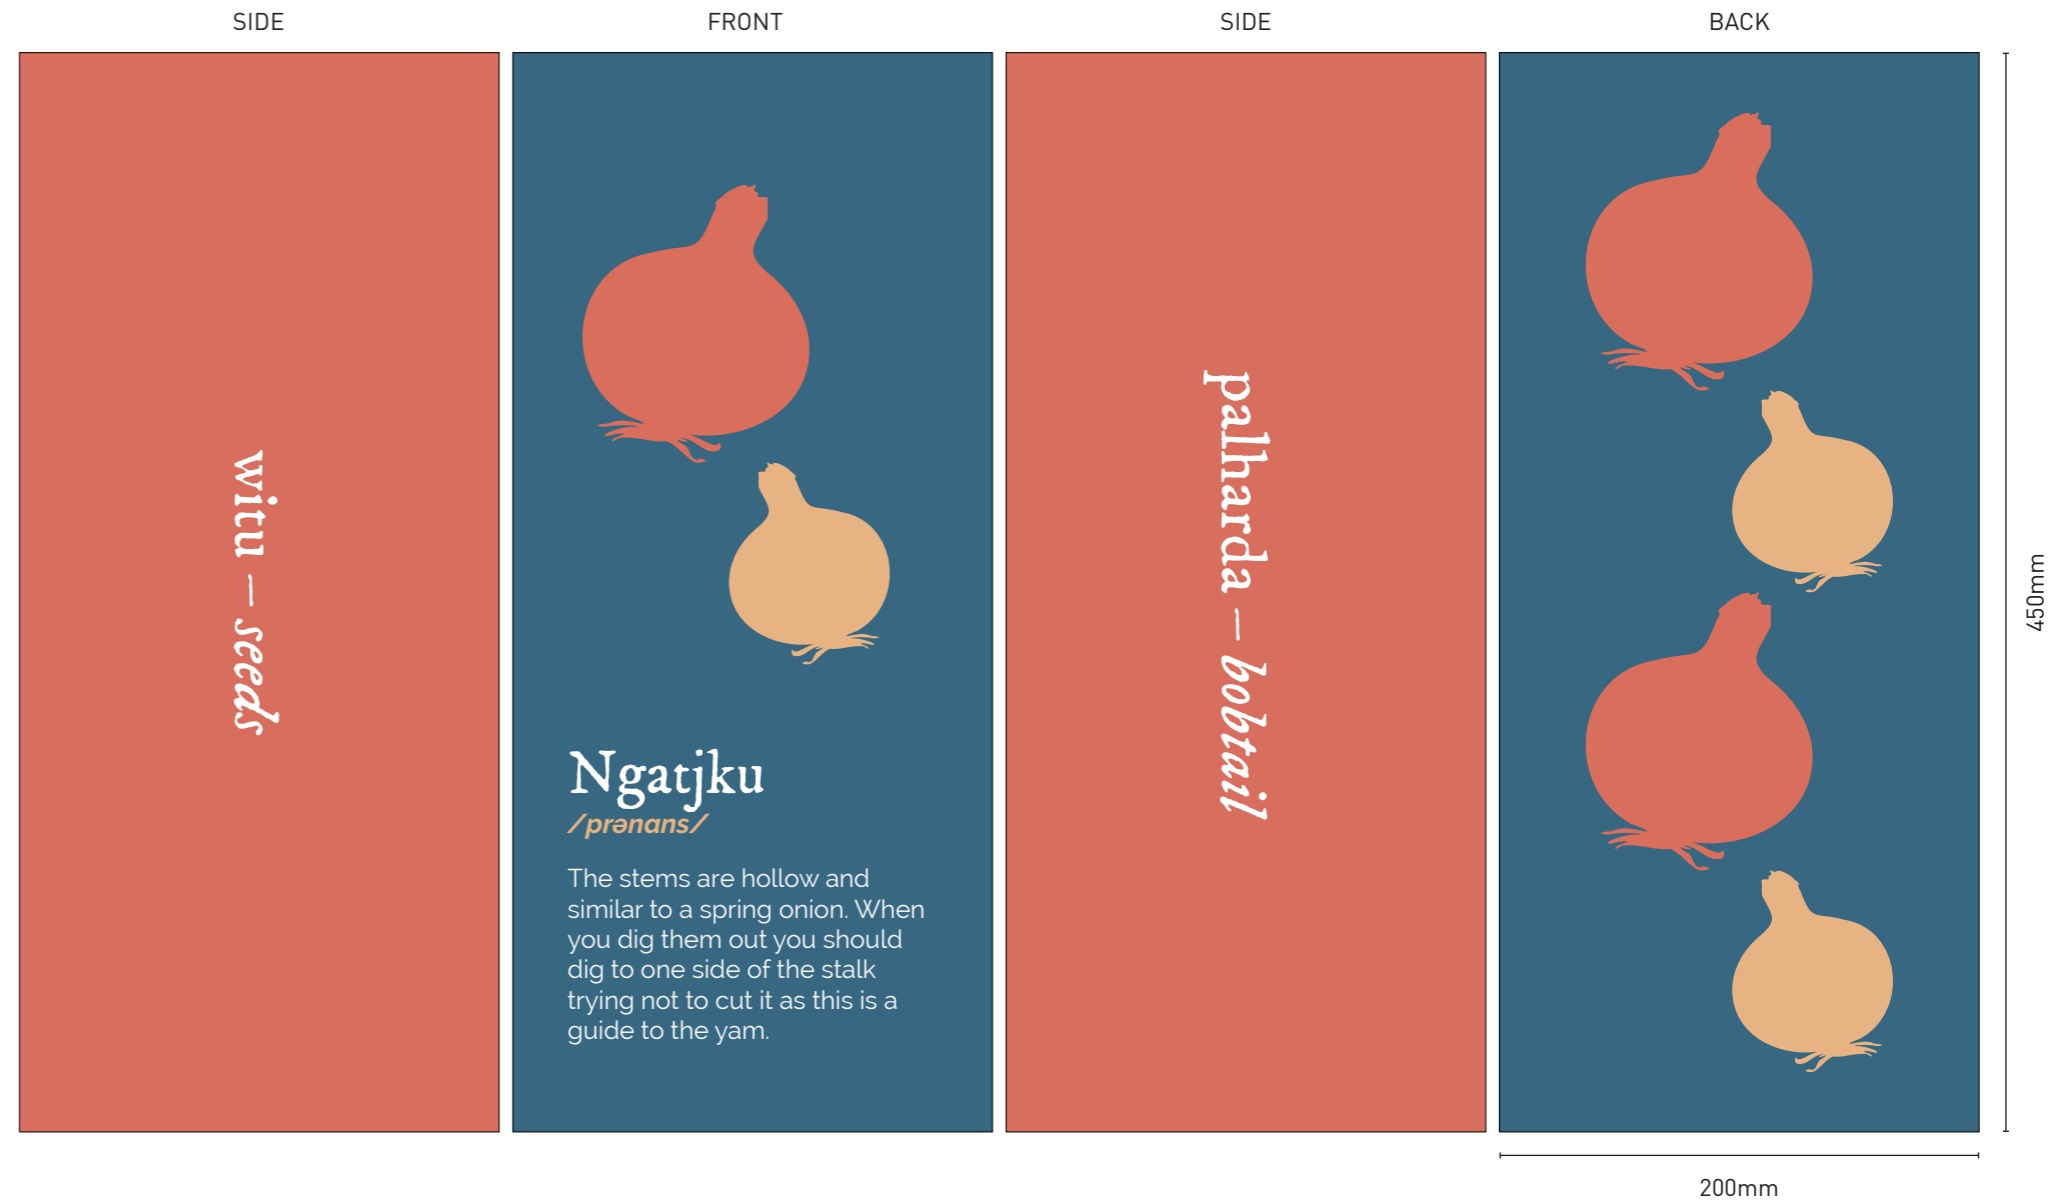 SIDE
FRONT
SIDE
BACK
witu – seeds
Ngatjku
/prənans/
The stems are hollow and
similar to a spring onion. When
you dig them out you should
dig to one side of the stalk
trying not to cut it as this is a
guide to the yam.
palharda – bobtail
450mm
200mm